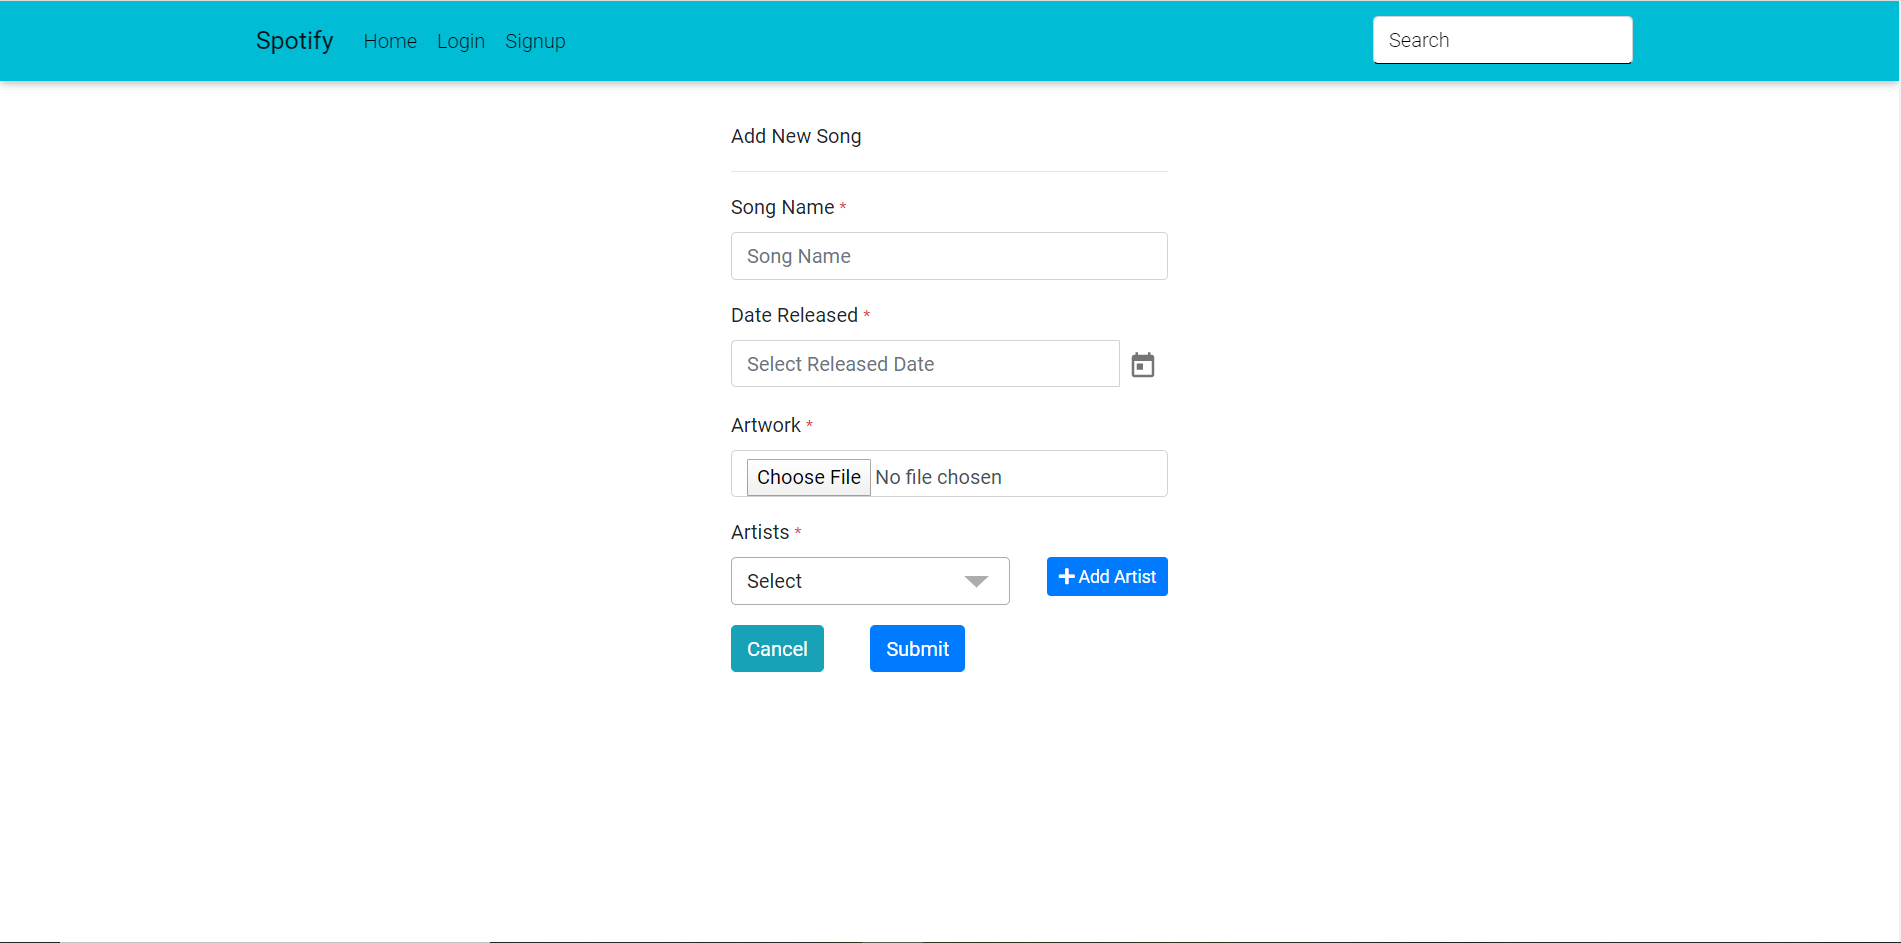 Spotify Home Login Signup Search
Add New Song
Song Name *
Song Name
Date Released *
Select Released Date
Artwork *
Choose File No file chosen
Artists *
Select Add Artist
Cancel Submit